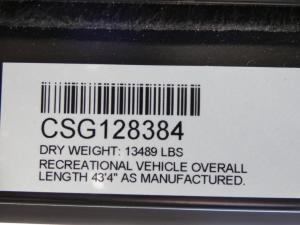 CSG128384
DRY WEIGHT: 13489 LBS
RECREATIONAL VEHICLE OVERALL
LENGTH 43'4" AS MANUFACTURED.